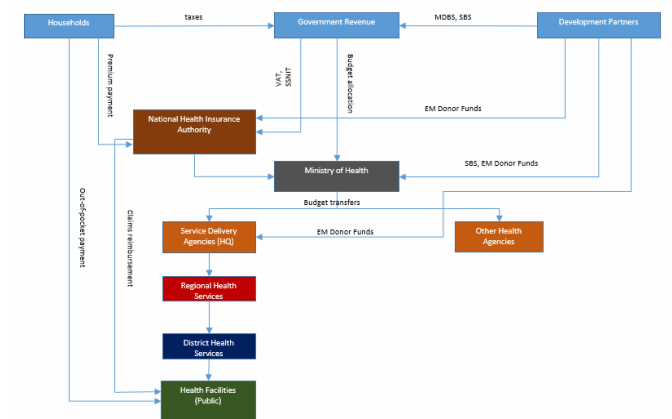 Households
taxes
Government Revenue
MDBS, SBS
Development Partners
Premium payment
VAT,
SSNIT
Budget allocation
National Health Insurance
Authority
EM Donor Funds
Ministry of Health
SBS, EM Donor Funds
Budget transfers
Out-of-pocket payment
Claims reimbursement
Service Delivery
Agencies (HQ)
EM Donor Funds
Other Health
Agencies
Regional Health
Services
District Health
Services
Health Facilities
(Public)